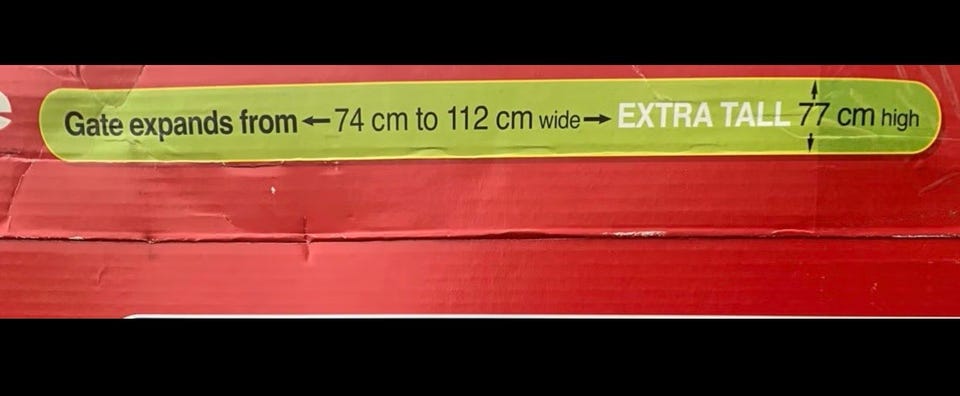 Gate expands from ←74 cm to 112 cm wide→ EXTRA TALL 77 cm high